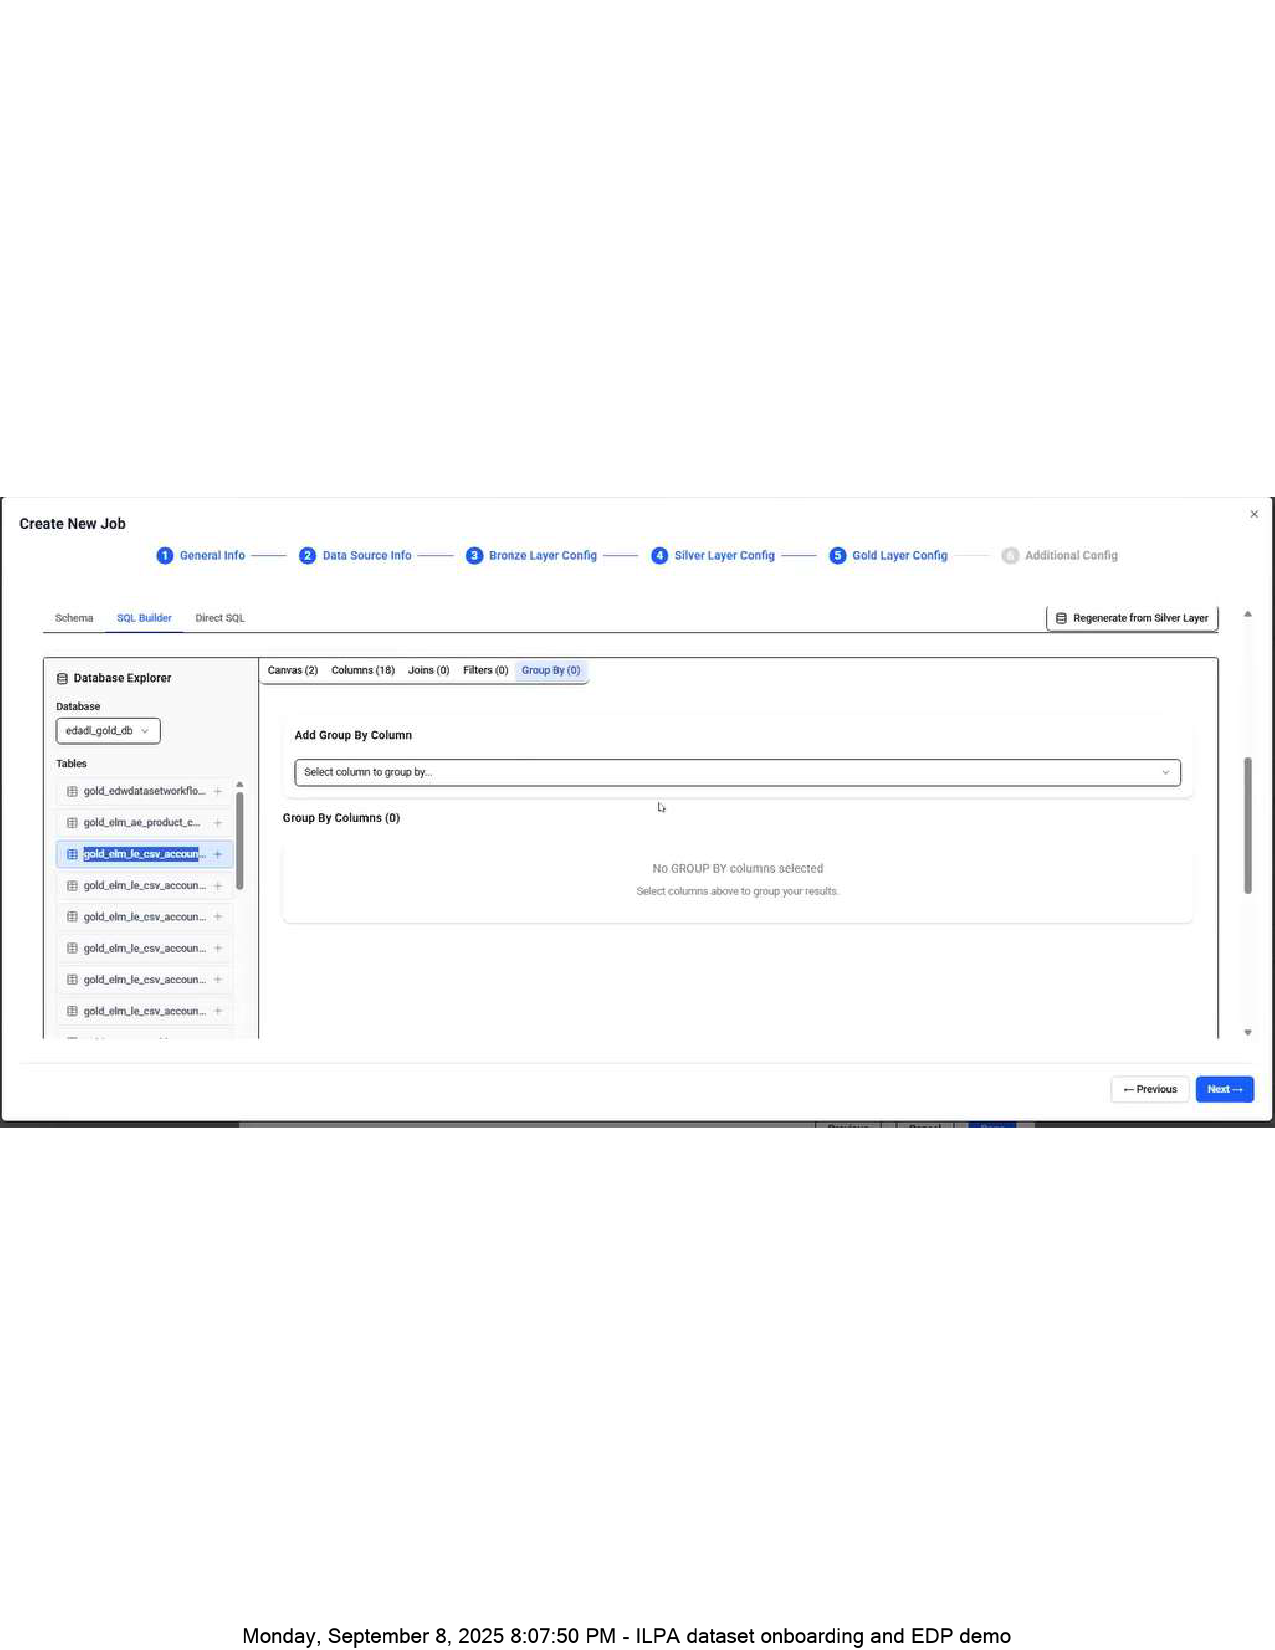 Create New Job
×
1 General Info 2 Data Source Info 3 Bronze Layer Config 4 Silver Layer Config 5 Gold Layer Config 6 Additional Config
Schema SQL Builder Direct SQL Regenerate from Silver Layer
Database Explorer
Canvas (2) Columns (18) Joins (0) Filters (0) Group By (0)
Database
edadl_gold_db
Tables
gold_edwdatasetworkflo... +
gold_elm_ae_product_c... +
gold_elm_le_csv_accoun... +
gold_elm_le_csv_accoun... +
gold_elm_le_csv_accoun... +
gold_elm_le_csv_accoun... +
gold_elm_le_csv_accoun... +
gold_elm_le_csv_accoun... +
Add Group By Column
Select column to group by...
Group By Columns (0)
No GROUP BY columns selected
Select columns above to group your results.
← Previous Next →
Monday, September 8, 2025 8:07:50 PM - ILPA dataset onboarding and EDP demo